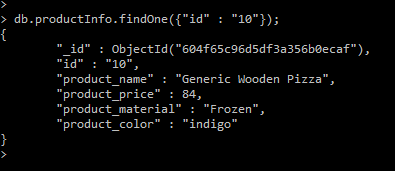 >
> db.productInfo.findOne({"id" : "10"});
{
        "_id" : ObjectId("604f65c96d5df3a356b0ecaf"),
        "id" : "10",
        "product_name" : "Generic Wooden Pizza",
        "product_price" : 84,
        "product_material" : "Frozen",
        "product_color" : "indigo"
}
>